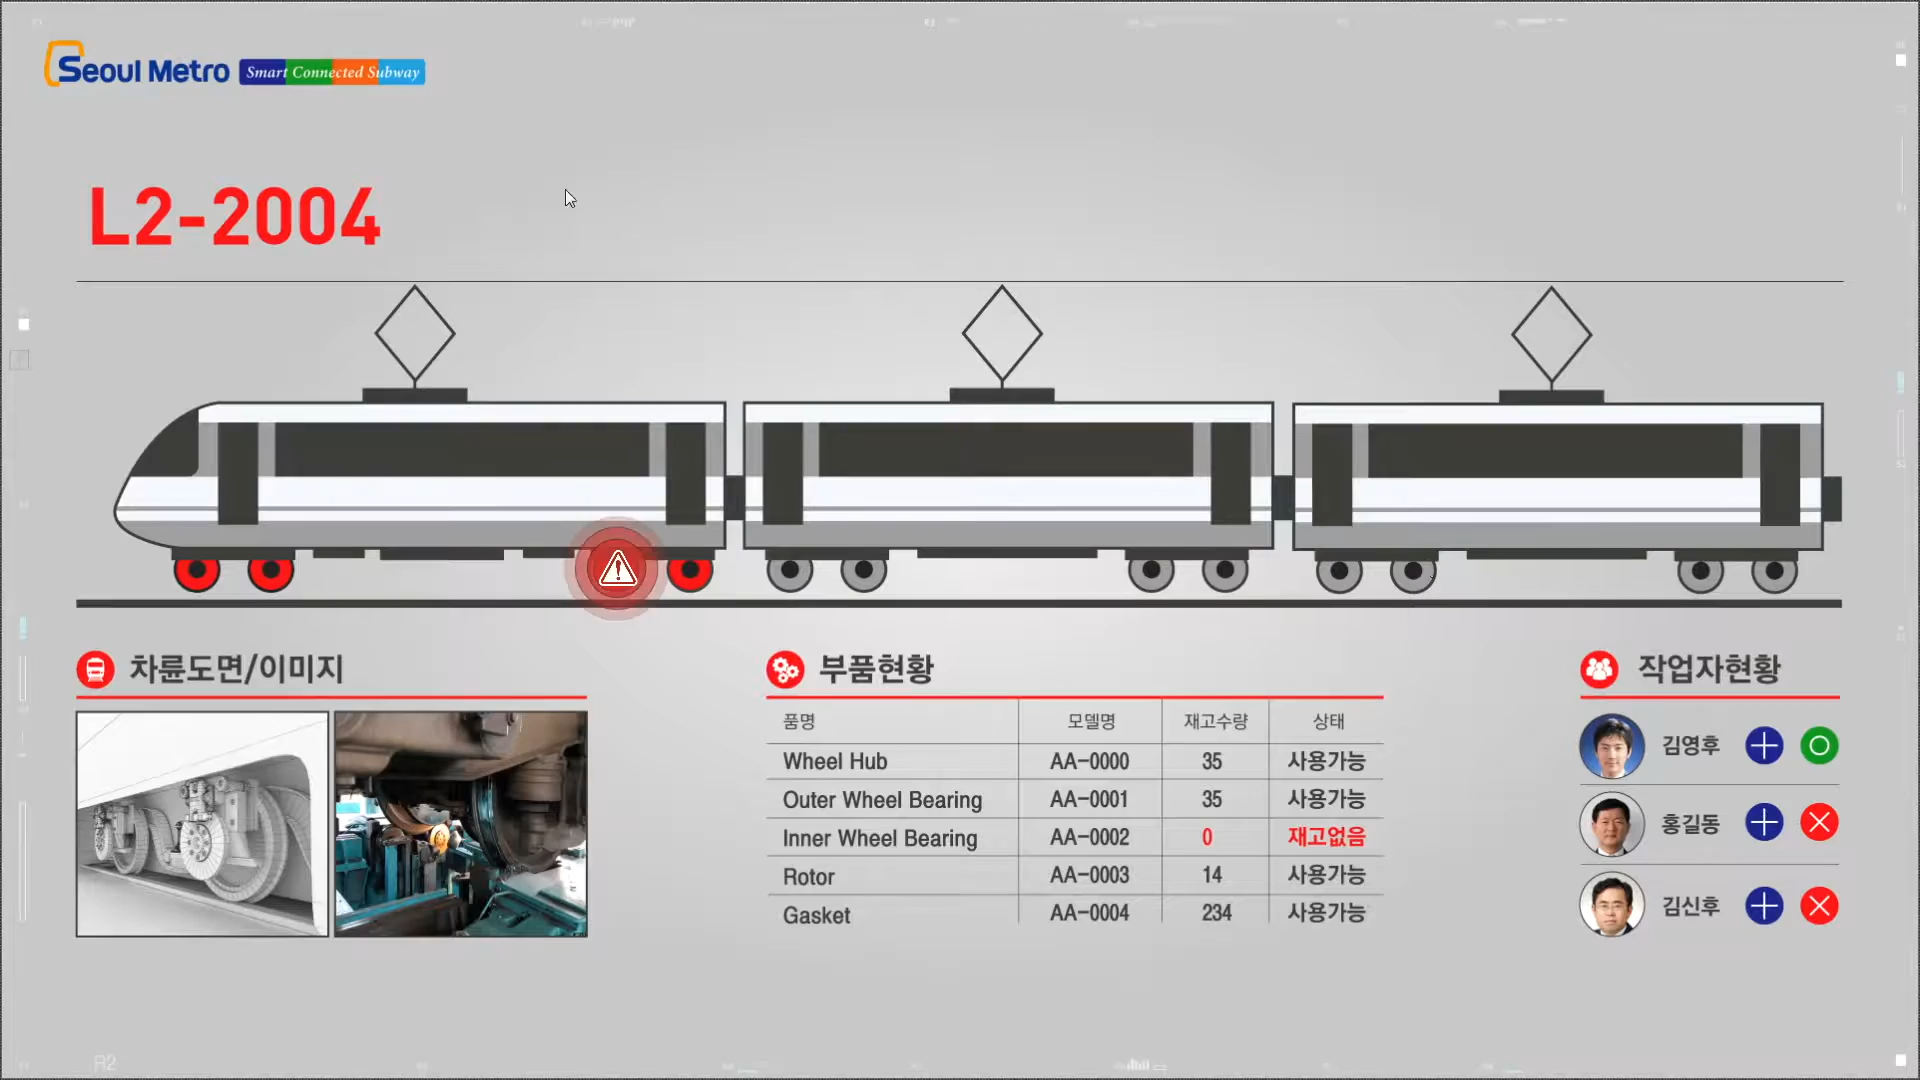 Seoul Metro Smart Connected Subway
L2-2004
차륜도면/이미지
부품현황
작업자현황
품명 모델명 재고수량 상태
Wheel Hub AA-0000 35 사용가능
Outer Wheel Bearing AA-0001 35 사용가능
Inner Wheel Bearing AA-0002 0 재고없음
Rotor AA-0003 14 사용가능
Gasket AA-0004 234 사용가능
김영후
홍길동
김신후
R2